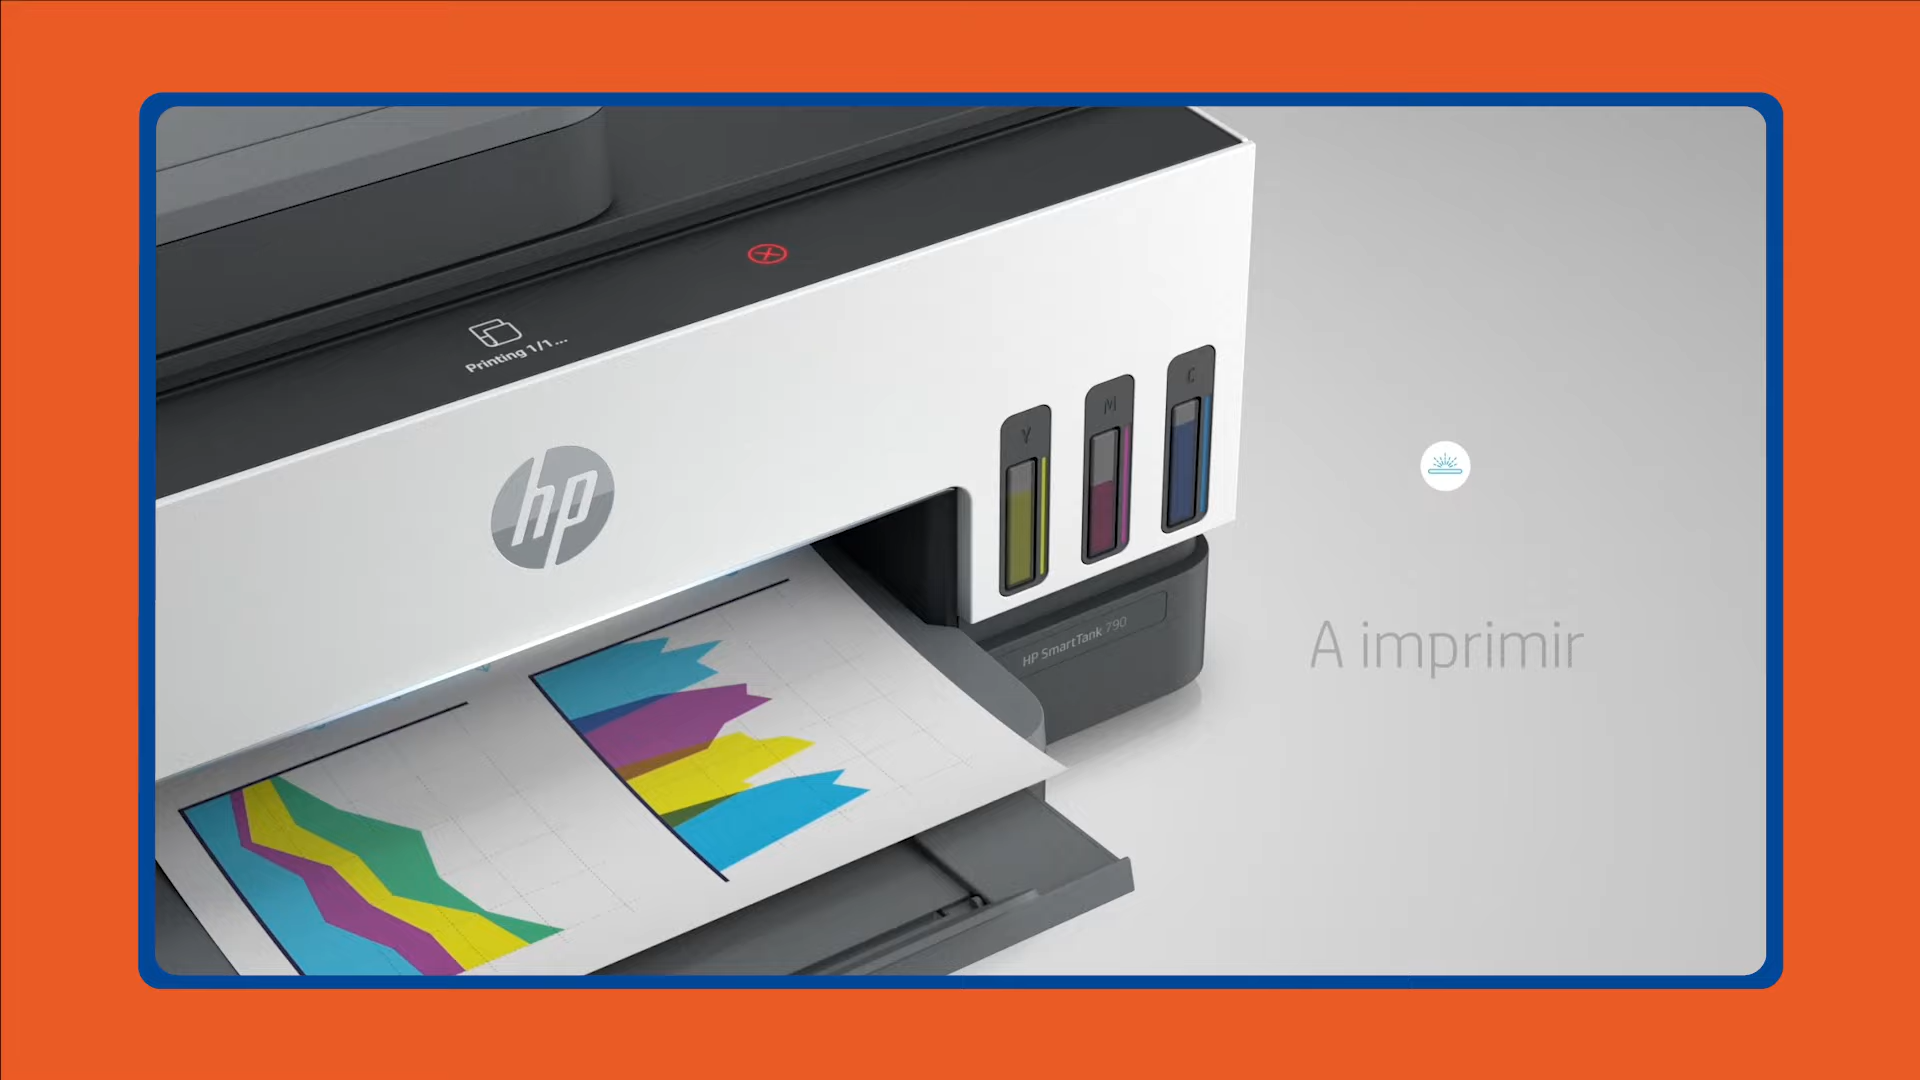 Printing 1/1...
hp
Y
M
C
HP SmartTank 790
A imprimir